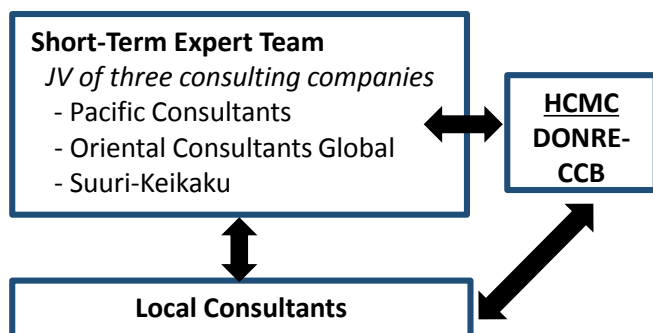 Short-Term Expert Team
JV of three consulting companies
- Pacific Consultants
- Oriental Consultants Global
- Suuri-Keikaku
HCMC
DONRE-
CCB
Local Consultants